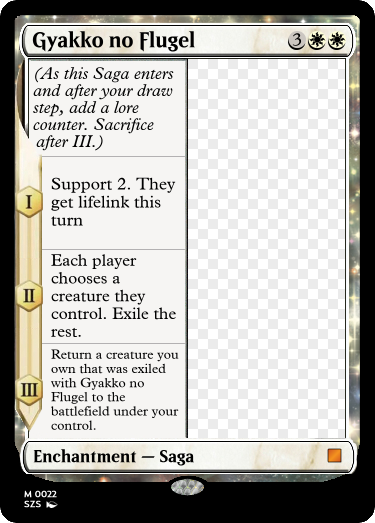 Gyakko no Flugel 3
(As this Saga enters
and after your draw
step, add a lore
counter. Sacrifice
after III.)
I
Support 2. They
get lifelink this
turn
II
Each player
chooses a
creature they
control. Exile the
rest.
III
Return a creature you
own that was exiled
with Gyakko no
Flugel to the
battlefield under your
control.
Enchantment — Saga
M 0022
SZS